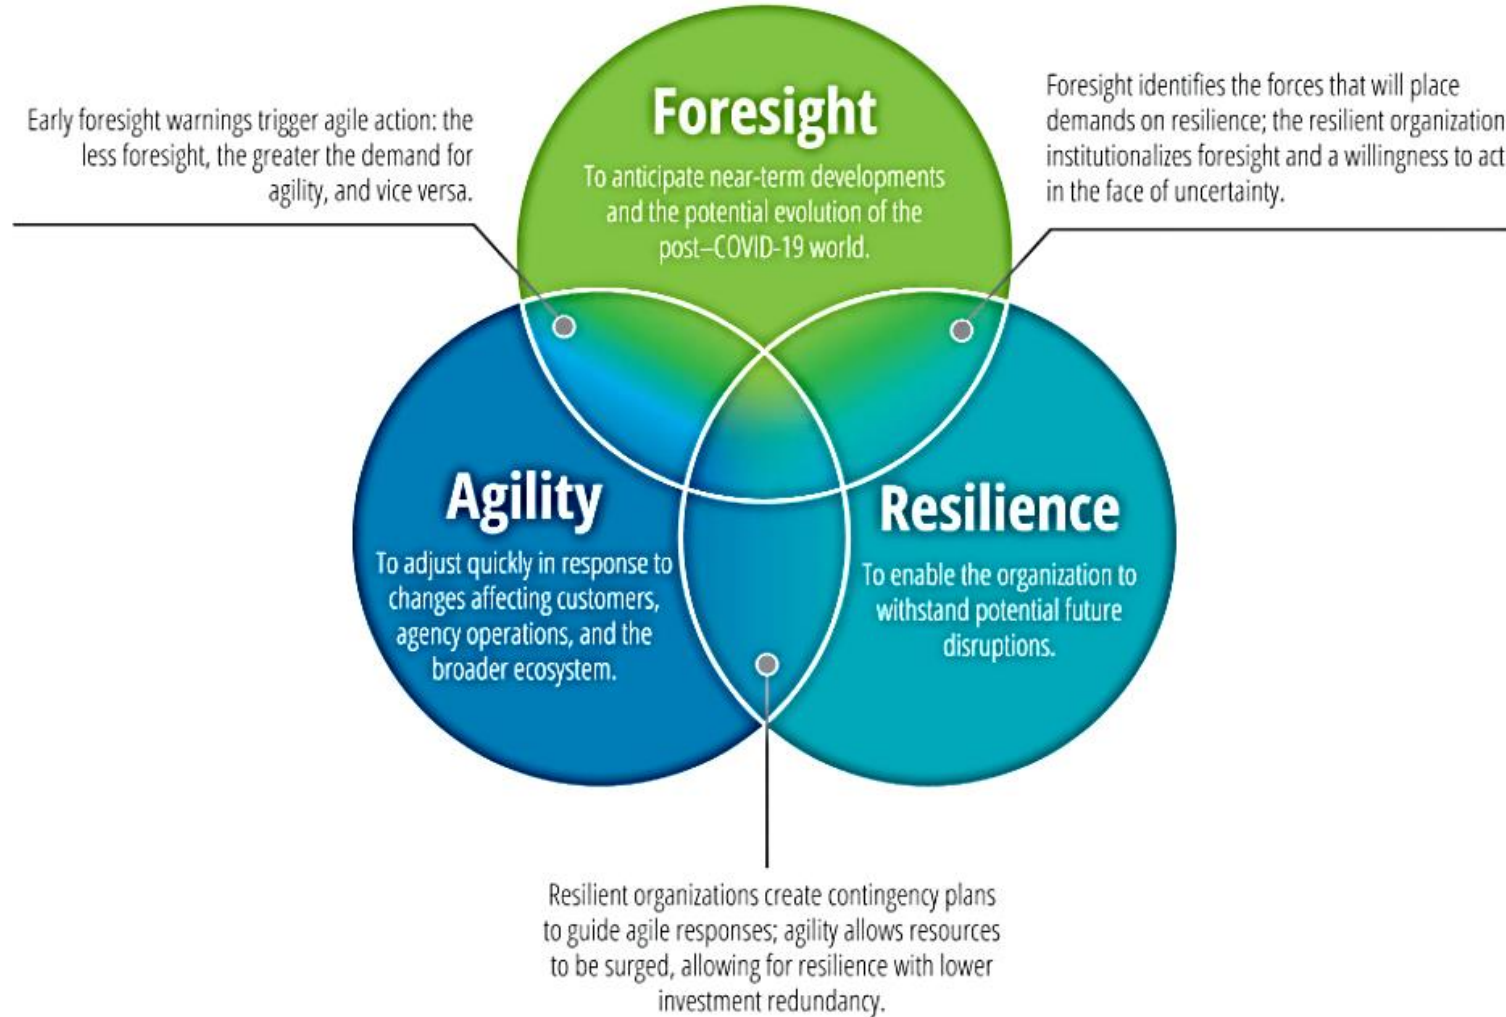 Foresight
To anticipate near-term developments
and the potential evolution of the
post–COVID-19 world.
Early foresight warnings trigger agile action: the
less foresight, the greater the demand for
agility, and vice versa.
Foresight identifies the forces that will place
demands on resilience; the resilient organization
institutionalizes foresight and a willingness to act
in the face of uncertainty.
Agility
To adjust quickly in response to
changes affecting customers,
agency operations, and the
broader ecosystem.
Resilience
To enable the organization to
withstand potential future
disruptions.
Resilient organizations create contingency plans
to guide agile responses; agility allows resources
to be surged, allowing for resilience with lower
investment redundancy.